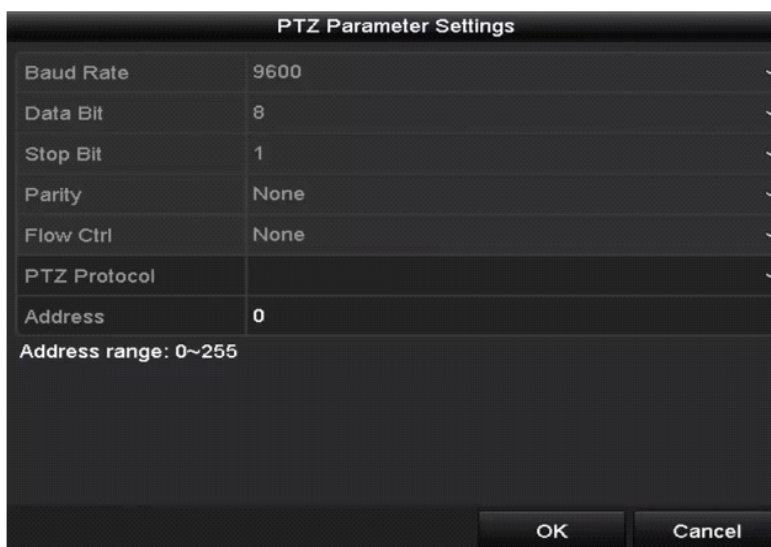 PTZ Parameter Settings
Baud Rate 9600
Data Bit 8
Stop Bit 1
Parity None
Flow Ctrl None
PTZ Protocol
Address 0
Address range: 0~255
OK Cancel